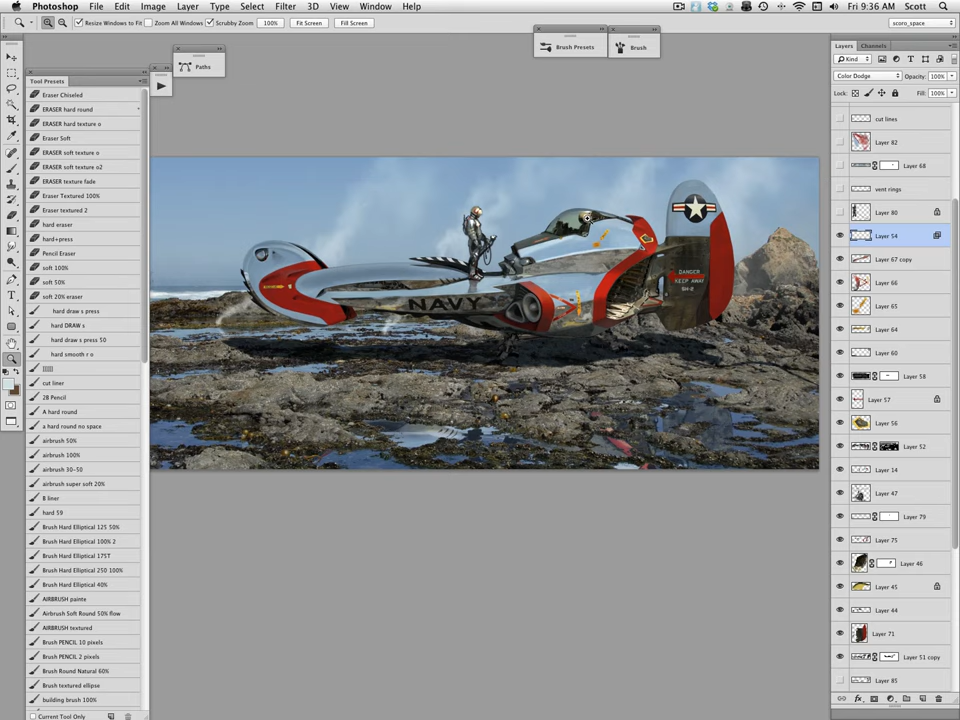 Photoshop File Edit Image Layer Type Select Filter 3D View Window Help Fri 9:36 AM Scott
Resize Windows to Fit Zoom All Windows Scrubby Zoom 100% Fit Screen Fill Screen scoro_space
Brush Presets Brush
Paths
Tool Presets
Eraser Chiseled
ERASER hard round
ERASER hard texture o
Eraser Soft
ERASER soft texture o
ERASER soft texture o2
ERASER texture fade
Eraser Textured 100%
Eraser textured 2
hard eraser
hard+press
Pencil Eraser
soft 100%
soft 50%
soft 20% eraser
hard draw s press
hard DRAW s
hard draw s press 50
hard smooth r o
]]]]]]
cut liner
28 Pencil
A hard round
a hard round no space
airbrush 50%
airbrush 100%
airbrush 30-50
airbrush super soft 20%
B liner
hard 59
Brush Hard Elliptical 125 50%
Brush Hard Elliptical 100% 2
Brush Hard Elliptical 175T
Brush Hard Elliptical 250 100%
Brush Hard Elliptical 40%
AIRBRUSH painte
Airbrush Soft Round 50% flow
AIRBRUSH textured
Brush PENCIL 10 pixels
Brush PENCIL 2 pixels
Brush Round Natural 60%
Brush textured ellipse
building brush 100%
Current Tool Only
NAVY
DANGER
KEEP AWAY
SH-2
Layers Channels
Kind
Color Dodge Opacity: 100%
Lock: Fill: 100%
cut lines
Layer 82
Layer 68
vent rings
Layer 80
Layer 54
Layer 67 copy
Layer 66
Layer 65
Layer 64
Layer 60
Layer 58
Layer 57
Layer 56
Layer 52
Layer 14
Layer 47
Layer 79
Layer 75
Layer 46
Layer 45
Layer 44
Layer 71
Layer 51 copy
Layer 85
fx